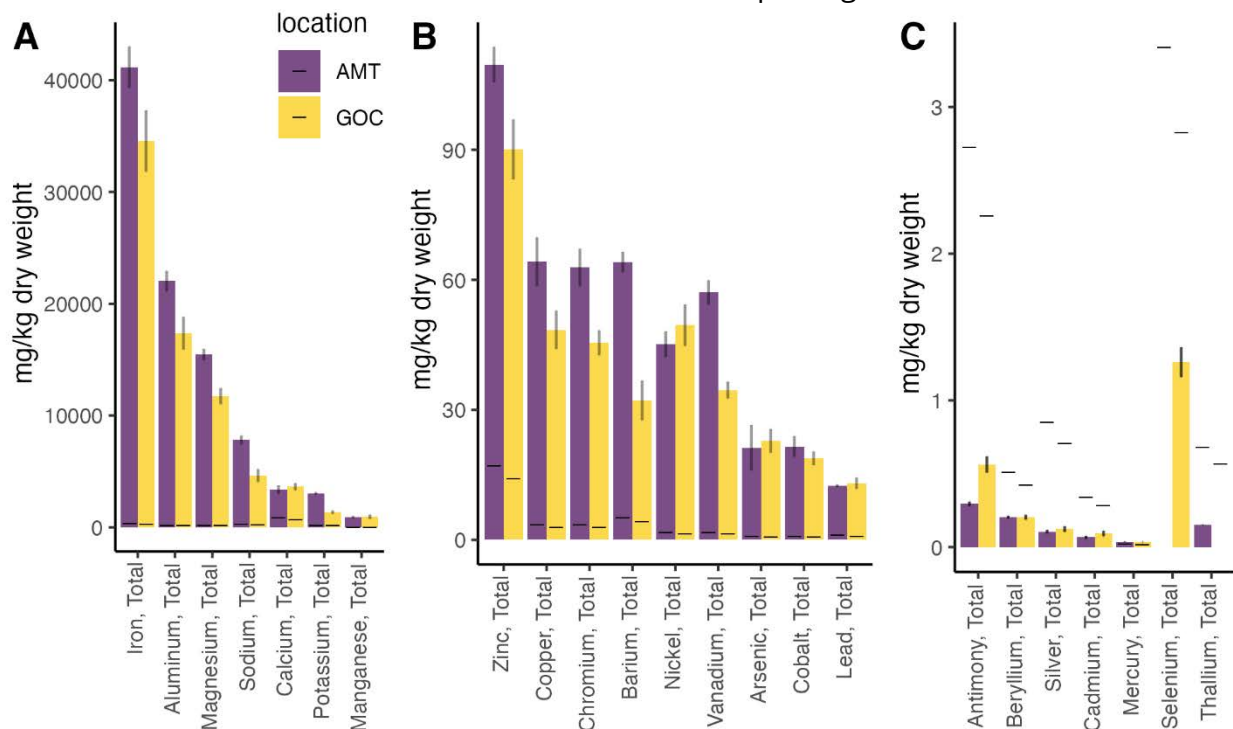 A
location
AMT
GOC
mg/kg dry weight
40000
30000
20000
10000
0
Iron, Total
Aluminum, Total
Magnesium, Total
Sodium, Total
Calcium, Total
Potassium, Total
Manganese, Total
B
mg/kg dry weight
90
60
30
0
Zinc, Total
Copper, Total
Chromium, Total
Barium, Total
Nickel, Total
Vanadium, Total
Arsenic, Total
Cobalt, Total
Lead, Total
C
mg/kg dry weight
3
2
1
0
Antimony, Total
Beryllium, Total
Silver, Total
Cadmium, Total
Mercury, Total
Selenium, Total
Thallium, Total